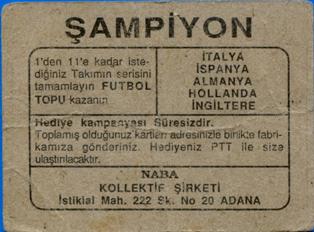 ŞAMPİYON
1'den 11'e kadar iste-
diğiniz Takımın serisini
tamamlayın FUTBOL
TOPU kazanın
İTALYA
İSPANYA
ALMANYA
HOLLANDA
İNGİLTERE
Hediye kampanyası Süresizdir.
Toplamış olduğunuz kartları adresinizle birlikte fabri-
kamıza gönderiniz. Hediyeniz PTT ile size
ulaştırılacaktır.
NABA
KOLLEKTİF ŞİRKETİ
İstiklal Mah. 222 Sk. No 20 ADANA